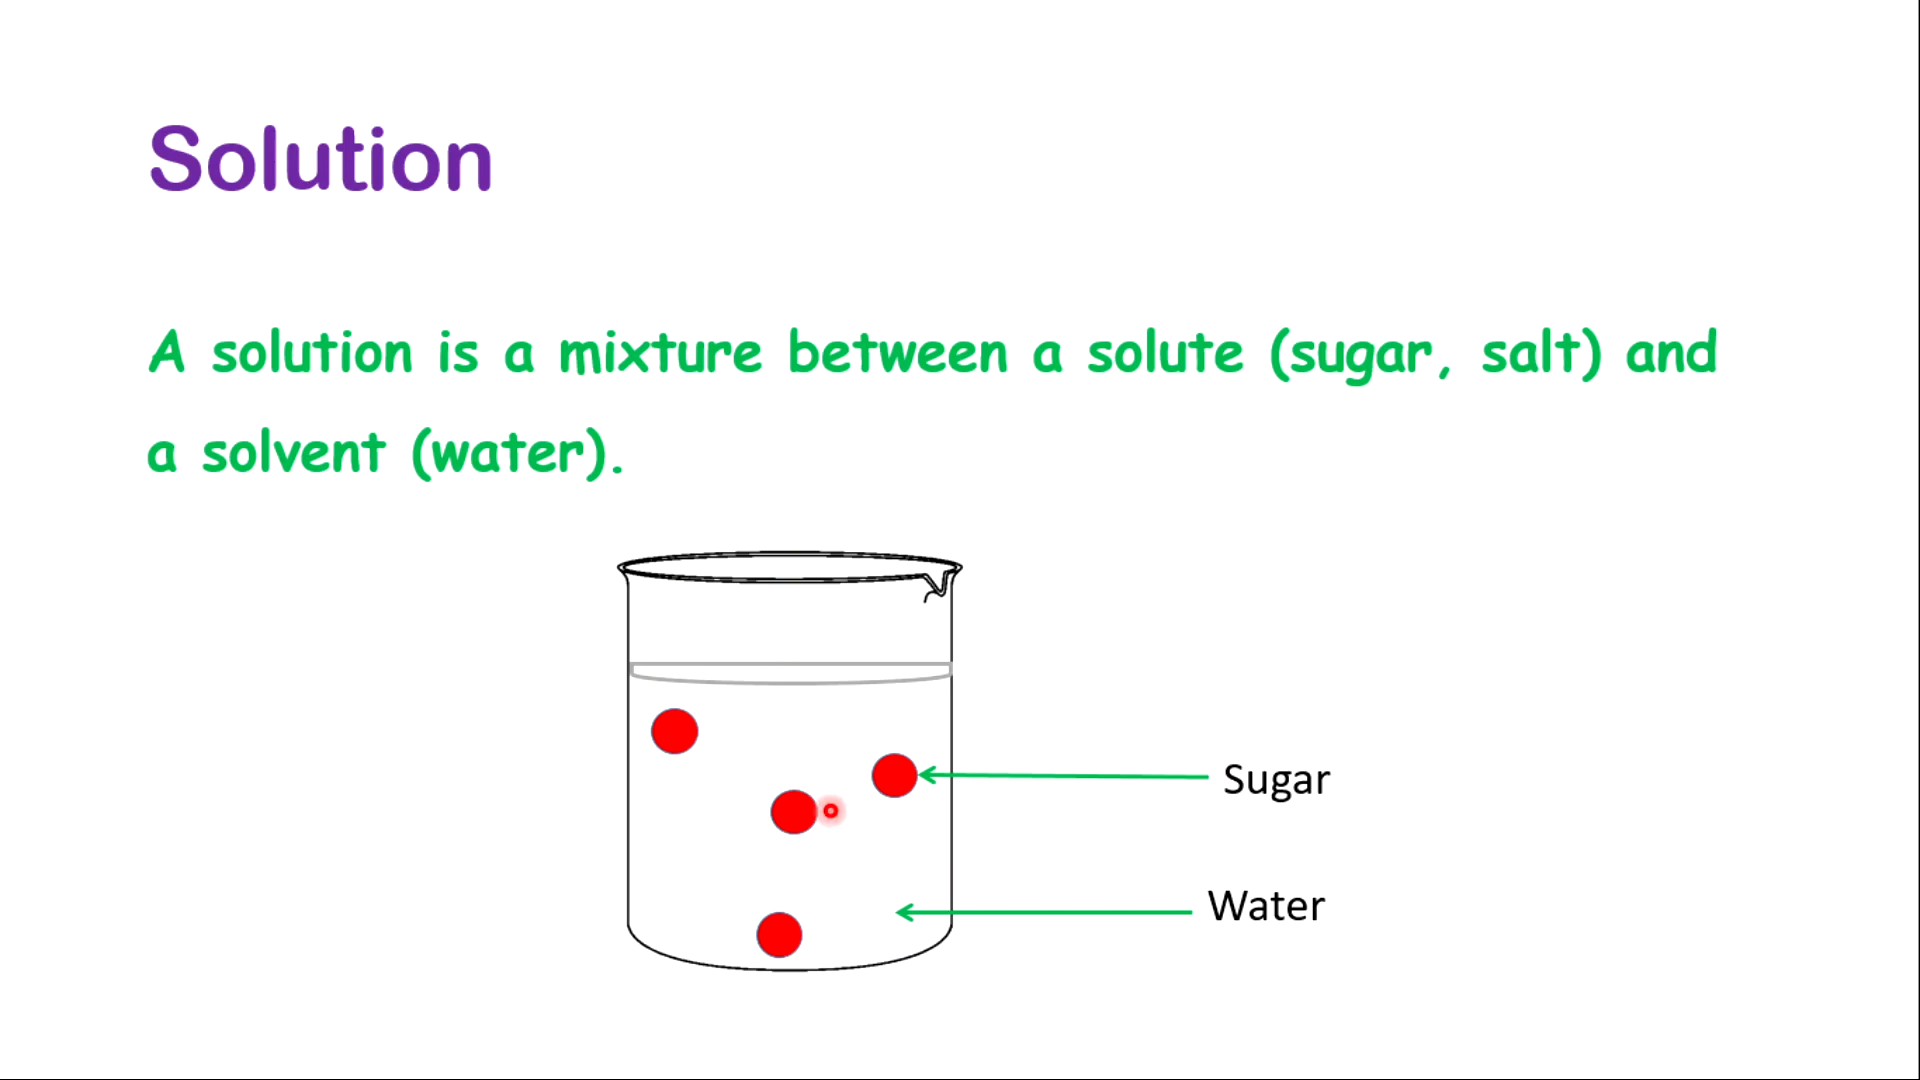 Solution
A solution is a mixture between a solute (sugar, salt) and
a solvent (water).
Sugar
Water